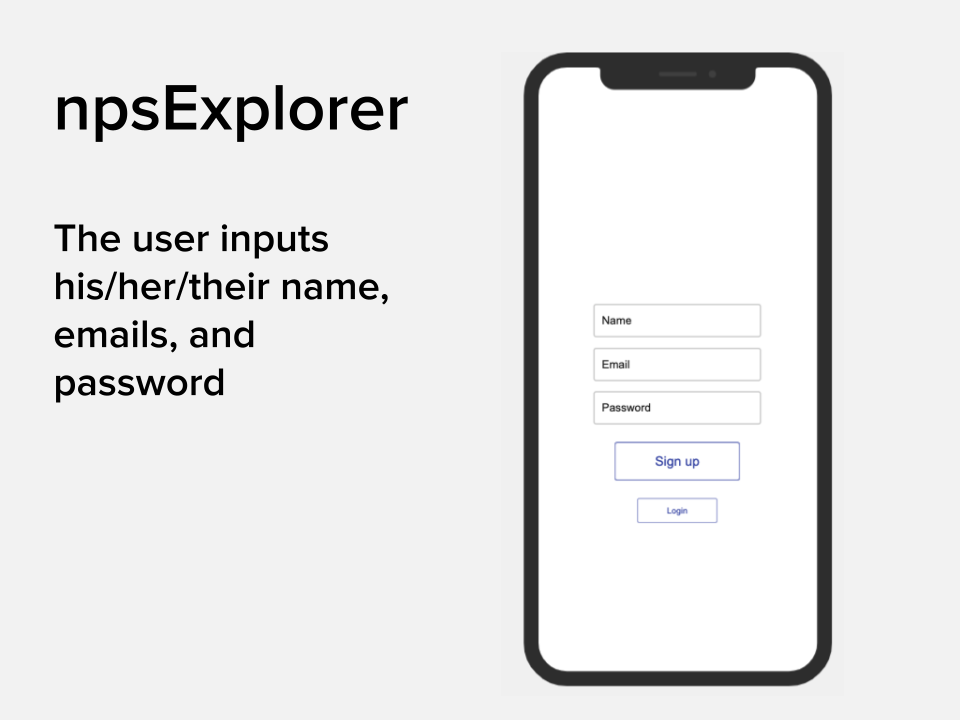 npsExplorer
The user inputs
his/her/their name,
emails, and
password
Name
Email
Password
Sign up
Login